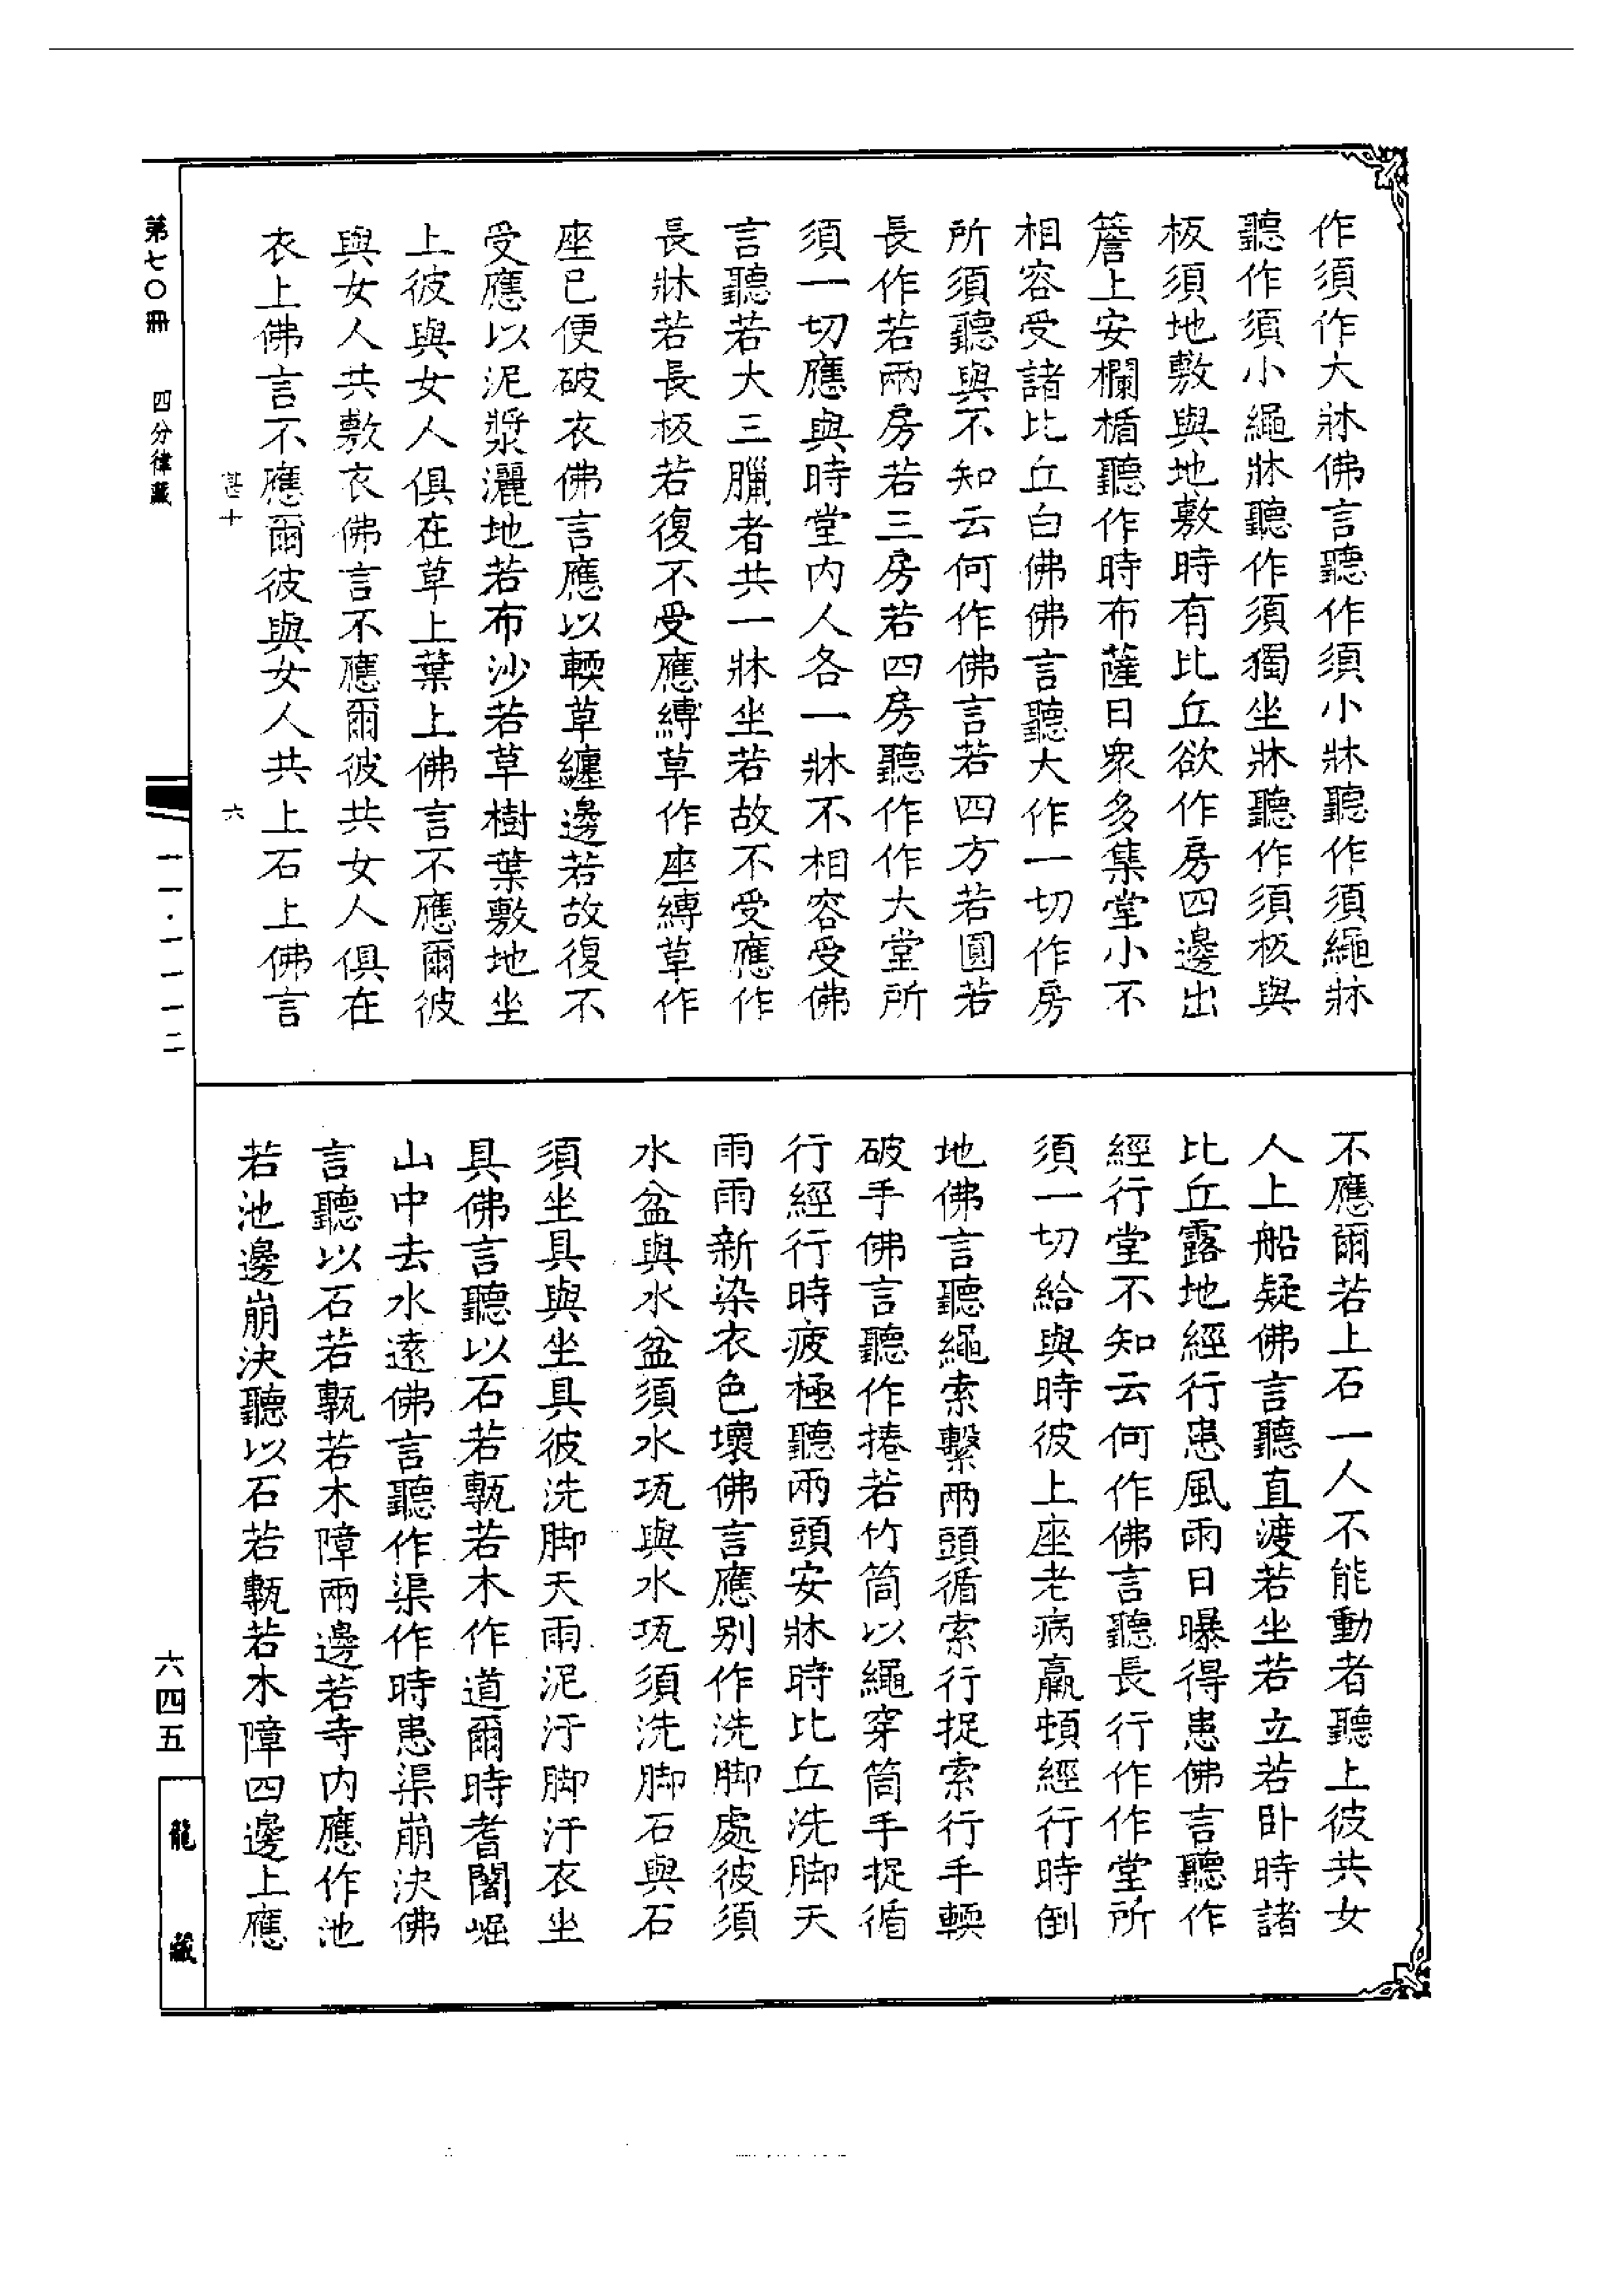 作須作大牀佛言聽作須小牀聽作須繩牀
聽作須小繩牀聽作須獨坐牀聽作須板與
板須地敷與地敷時有比丘欲作房四邊出
簷上安欄楯聽作時布薩日眾多集堂小不
相容受諸比丘白佛佛言聽大作一切作房
所須聽與不知云何作佛言若四方若圓若
長作若兩房若三房若四房聽作作大堂所
須一切應與時堂內人各一牀不相容受佛
言聽若大三臘者共一牀坐若故不受應作
長牀若長板若復不受應縛草作座縛草作
座已便破衣佛言應以輭草纏邊若故復不
受應以泥漿灑地若布沙若草樹葉敷地坐
上彼與女人俱在草上葉上佛言不應爾彼
與女人共敷衣佛言不應爾彼共女人俱在
衣上佛言不應爾彼與女人共上石上佛言
不應爾若上石一人不能動者聽上彼共女
人上船疑佛言聽直渡若坐若立若臥時諸
比丘露地經行患風雨日曝得患佛言聽作
經行堂不知云何作佛言聽長行作作堂所
須一切給與時彼上座老病羸頓經行時倒
地佛言聽繩索繫兩頭循索行捉索行手輭
破手佛言聽作捲若竹筒以繩穿筒手捉循
行經行時疲極聽兩頭安牀時比丘洗腳天
雨雨新染衣色壞佛言應別作洗腳處彼須
水盆與水盆須水瓨與水瓨須洗腳石與石
須坐具與坐具彼洗腳天雨泥汙腳汙衣坐
具佛言聽以石若墼若木作道爾時耆闍崛
山中去水遠佛言聽作渠作時患渠崩決佛
言聽以石若墼若木障兩邊若寺內應作池
若池邊崩決聽以石若墼若木障四邊上應
第七〇冊 四分律藏
六
一一·一一一二
六四五
龍藏